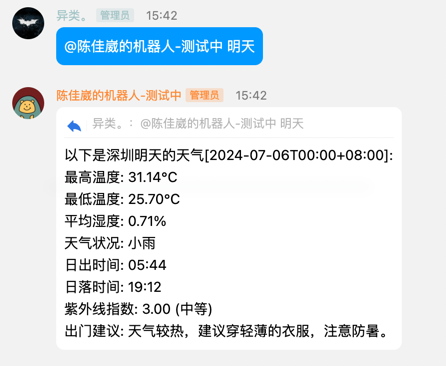 异类。 管理员 15:42
@陈佳崴的机器人-测试中 明天
陈佳崴的机器人-测试中 管理员 15:42
异类。：@陈佳崴的机器人-测试中 明天
以下是深圳明天的天气[2024-07-06T00:00+08:00]:
最高温度: 31.14°C
最低温度: 25.70°C
平均湿度: 0.71%
天气状况: 小雨
日出时间: 05:44
日落时间: 19:12
紫外线指数: 3.00 (中等)
出门建议: 天气较热，建议穿轻薄的衣服，注意防暑。